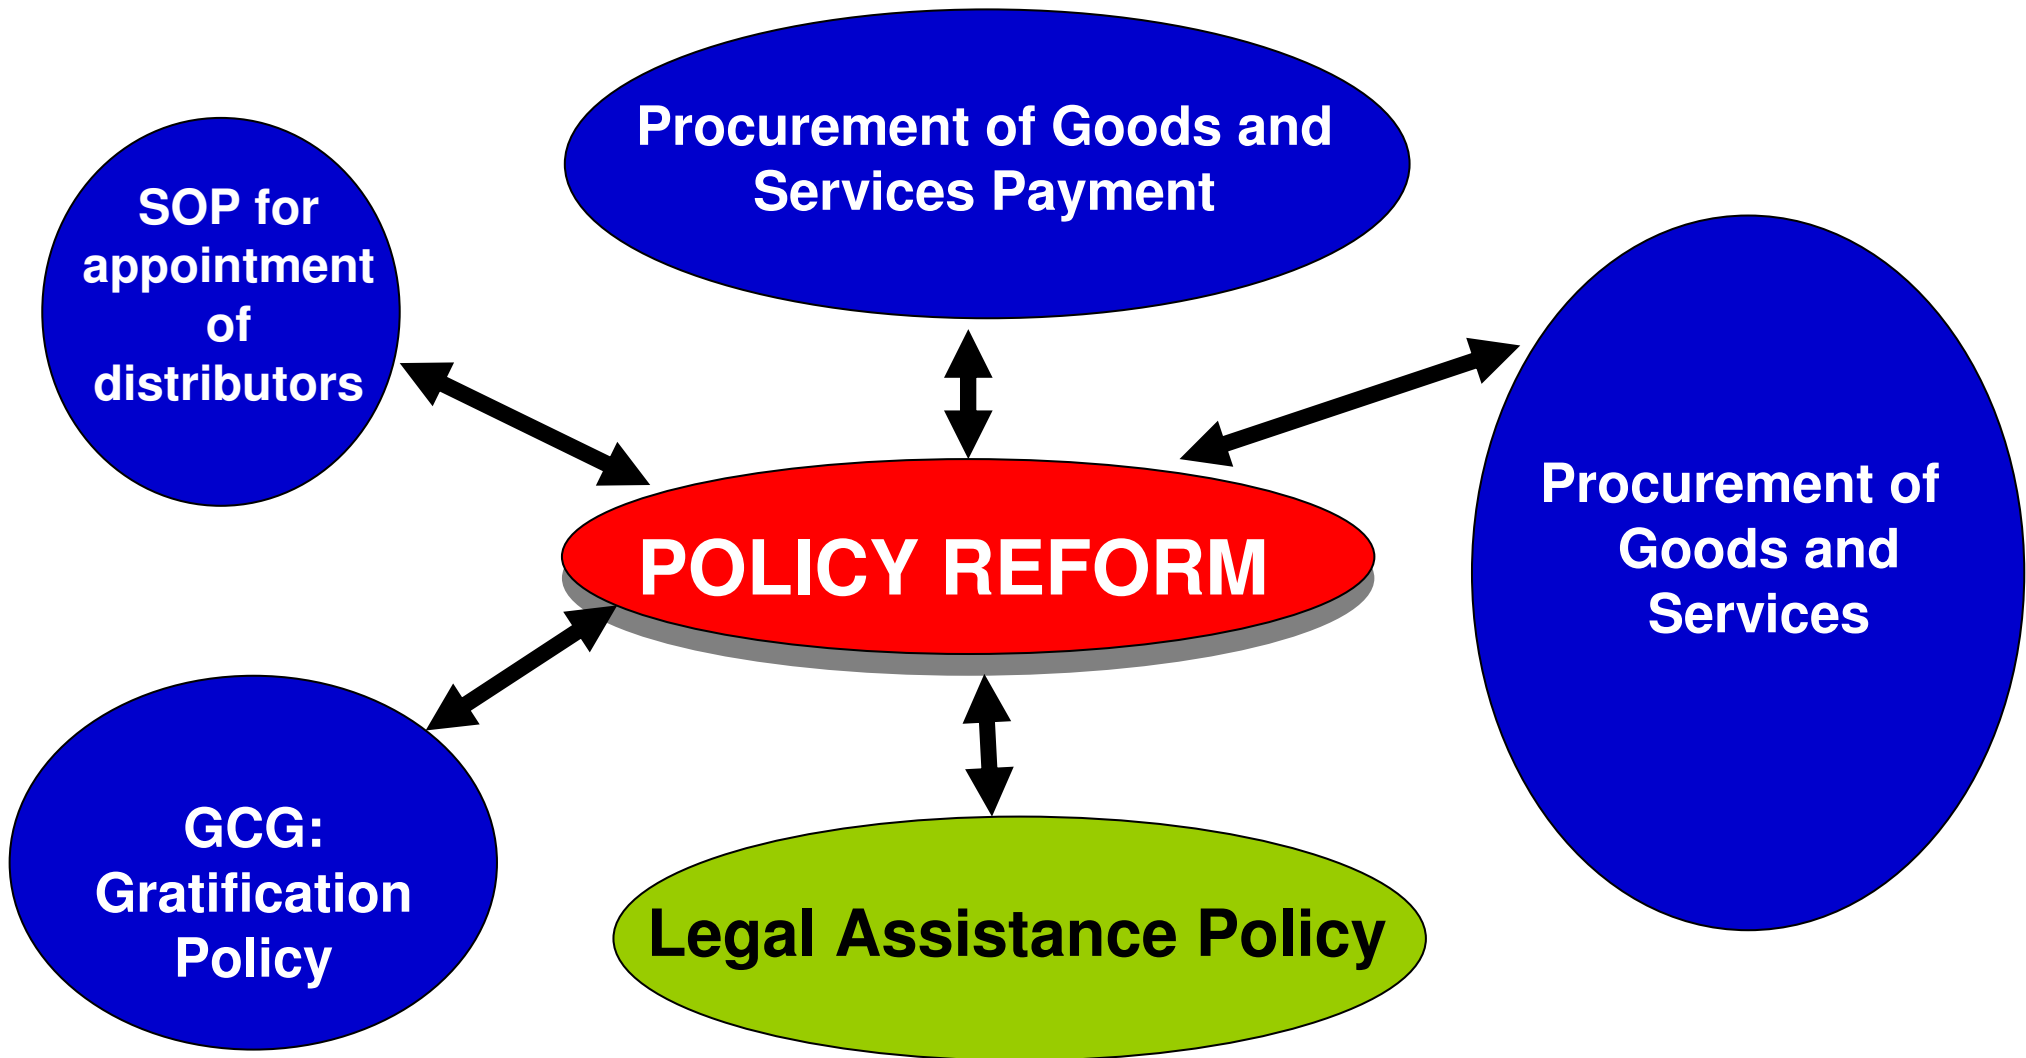 Procurement of Goods and
Services Payment
SOP for
appointment
of
distributors
Procurement of
Goods and
Services
POLICY REFORM
GCG:
Gratification
Policy
Legal Assistance Policy